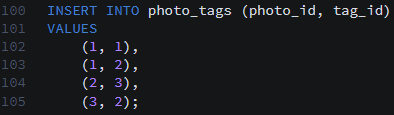 100 INSERT INTO photo_tags (photo_id, tag_id)
101 VALUES
102     (1, 1),
103     (1, 2),
104     (2, 3),
105     (3, 2);